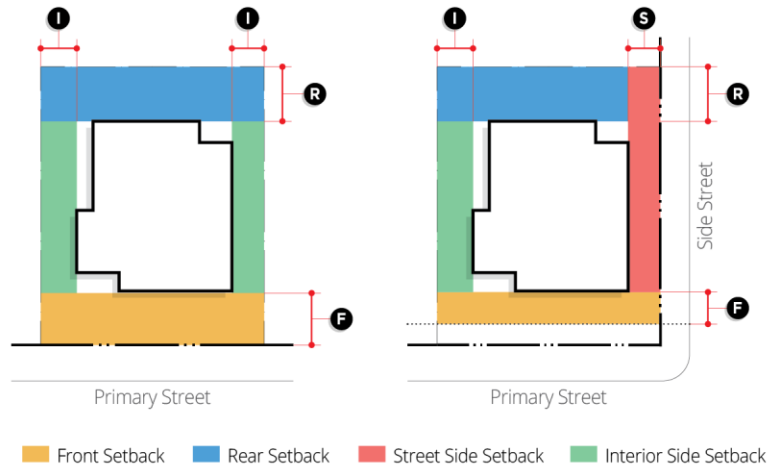 I I I S
R R
Side Street
F F
Primary Street Primary Street
Front Setback Rear Setback Street Side Setback Interior Side Setback